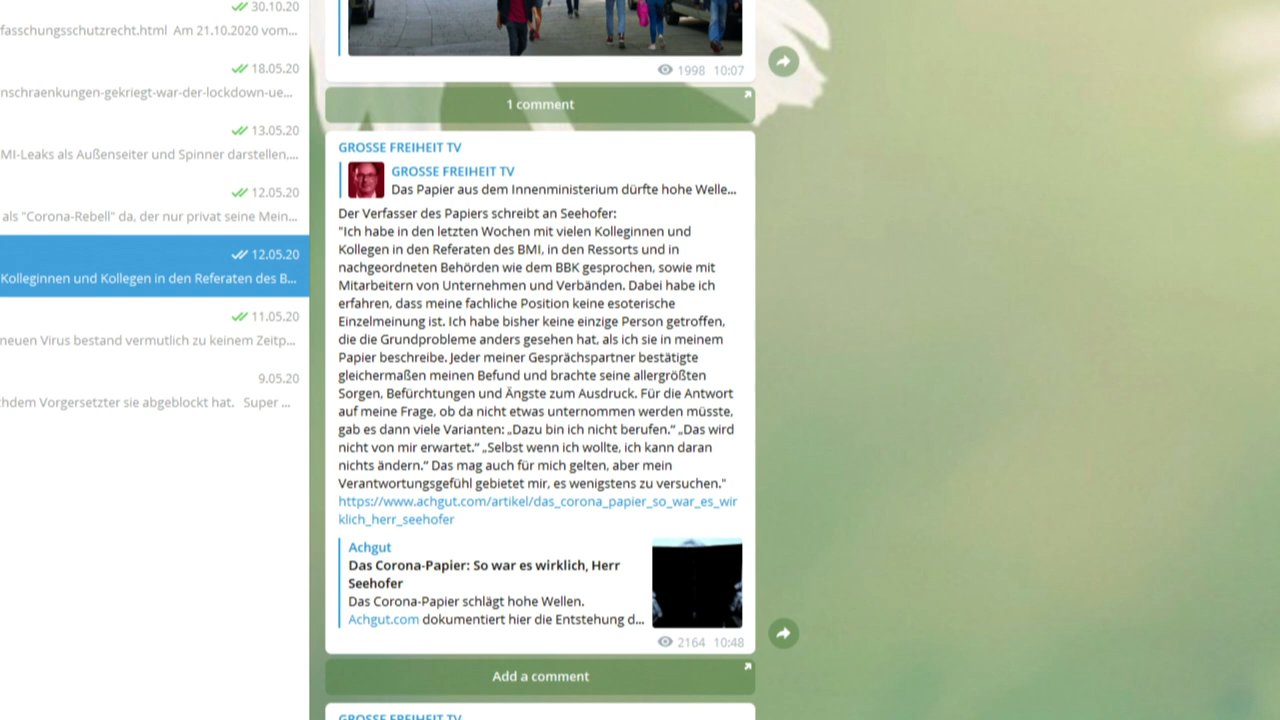 30.10.20
fasschungsschutzrecht.html Am 21.10.2020 vom...
18.05.20
nschraenkungen-gekriegt-war-der-lockdown-ue...
13.05.20
MI-Leaks als Außenseiter und Spinner darstellen....
12.05.20
als "Corona-Rebell" da, der nur privat seine Mein...
12.05.20
Kolleginnen und Kollegen in den Referaten des B...
11.05.20
neuen Virus bestand vermutlich zu keinem Zeitp...
9.05.20
chdem Vorgersetzter sie abgeblockt hat. Super ...
1998 10:07
1 comment
GROSSE FREIHEIT TV
GROSSE FREIHEIT TV
Das Papier aus dem Innenministerium dürfte hohe Welle...
Der Verfasser des Papiers schreibt an Seehofer:
"Ich habe in den letzten Wochen mit vielen Kolleginnen und
Kollegen in den Referaten des BMI, in den Ressorts und in
nachgeordneten Behörden wie dem BBK gesprochen, sowie mit
Mitarbeitern von Unternehmen und Verbänden. Dabei habe ich
erfahren, dass meine fachliche Position keine esoterische
Einzelmeinung ist. Ich habe bisher keine einzige Person getroffen,
die die Grundprobleme anders gesehen hat, als ich sie in meinem
Papier beschreibe. Jeder meiner Gesprächspartner bestätigte
gleichermaßen meinen Befund und brachte seine allergrößten
Sorgen, Befürchtungen und Ängste zum Ausdruck. Für die Antwort
auf meine Frage, ob da nicht etwas unternommen werden müsste,
gab es dann viele Varianten: „Dazu bin ich nicht berufen.“ „Das wird
nicht von mir erwartet.“ „Selbst wenn ich wollte, ich kann daran
nichts ändern.“ Das mag auch für mich gelten, aber mein
Verantwortungsgefühl gebietet mir, es wenigstens zu versuchen."
https://www.achgut.com/artikel/das_corona_papier_so_war_es_wir
klich_herr_seehofer
Achgut
Das Corona-Papier: So war es wirklich, Herr
Seehofer
Das Corona-Papier schlägt hohe Wellen.
Achgut.com dokumentiert hier die Entstehung d...
2164 10:48
Add a comment
GROSSE FREIHEIT TV